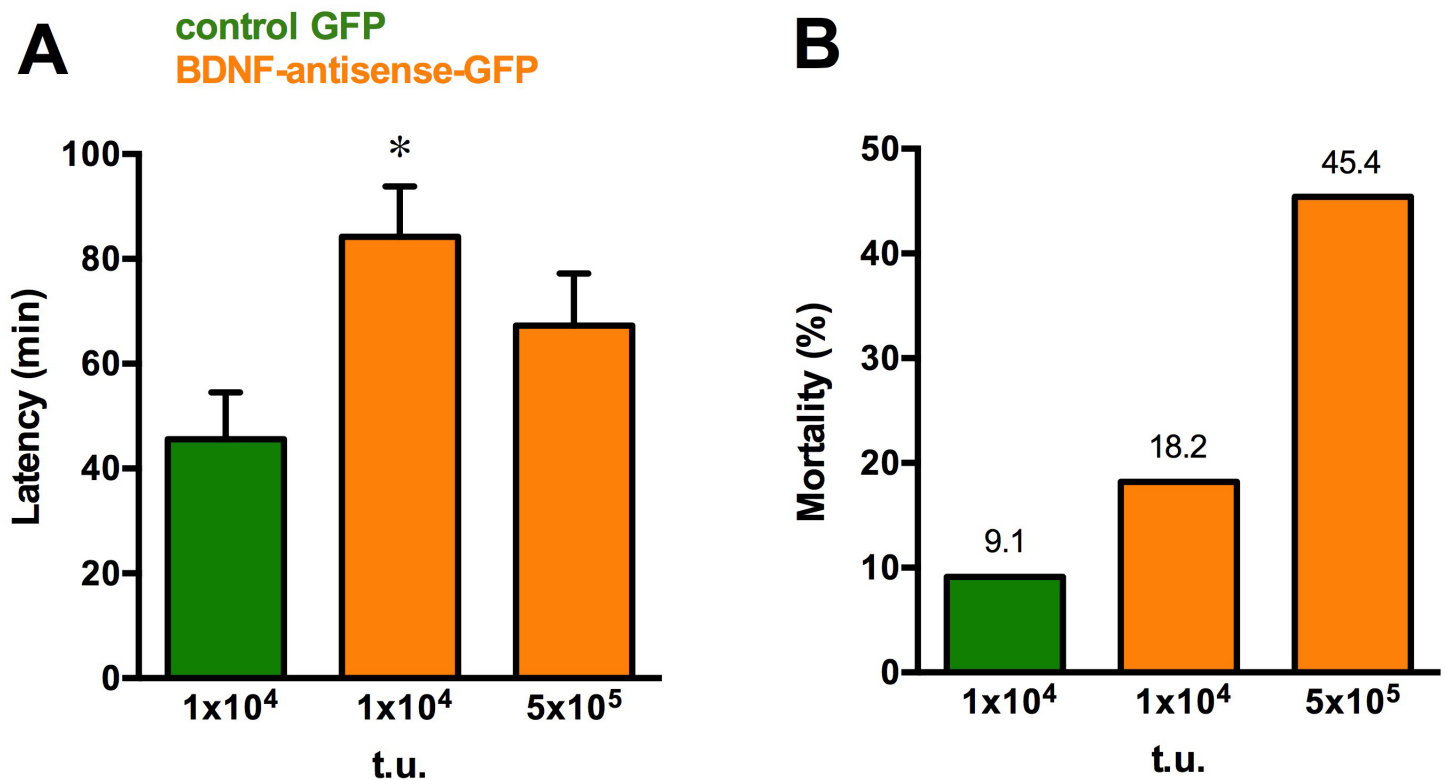 A
control GFP
BDNF-antisense-GFP
100
80
60
40
20
0
Latency (min)
*
1x10⁴
1x10⁴
5x10⁵
t.u.
B
50
40
30
20
10
0
Mortality (%)
9.1
18.2
45.4
1x10⁴
1x10⁴
5x10⁵
t.u.